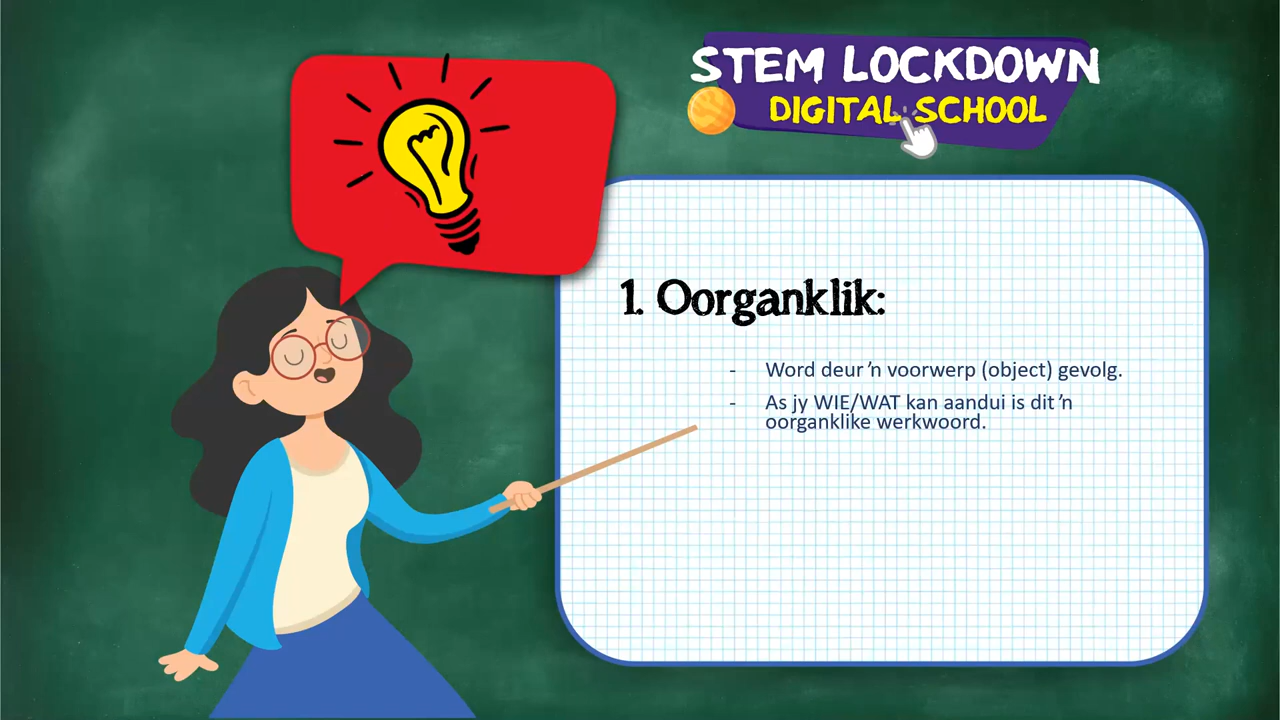 STEM LOCKDOWN
DIGITAL SCHOOL
1. Oorganklik:
- Word deur 'n voorwerp (object) gevolg.
- As jy WIE/WAT kan aandui is dit 'n
oorganklike werkwoord.